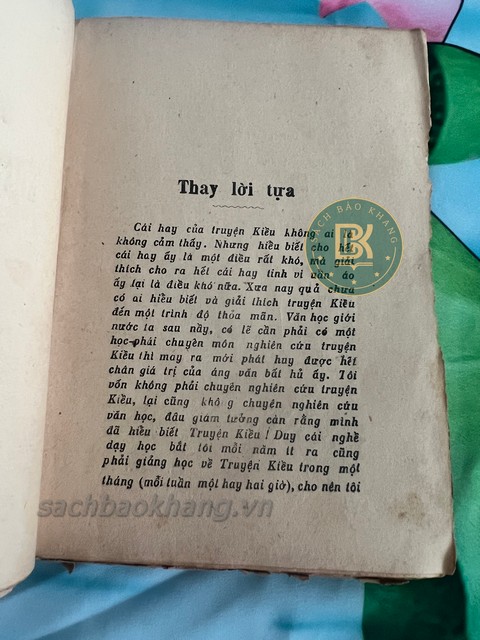 Thay lời tựa
Cái hay của truyện Kiều không ai là
không cảm thấy. Nhưng hiểu biết cho hết
cái hay ấy là một điều rất khó, mà giải
thích cho ra hết cái hay tinh vi uẩn áo
ấy lại là điều khó nữa. Xưa nay quả chưa
có ai hiểu biết và giải thích truyện Kiều
đến một trình độ thỏa mãn. Văn học giới
nước ta sau nầy, có lẽ cần phải có một
học-phái chuyên môn nghiên cứu truyện
Kiều thì may ra mới phát huy được hết
chân giá trị của áng văn bất hủ ấy. Tôi
vốn không phải chuyên nghiên cứu truyện
Kiều, lại cũng không chuyên nghiên cứu
văn học, đâu giám tưởng càn rằng mình
đã hiểu biết Truyện Kiều! Duy cái nghề
dạy học bắt tôi mỗi năm ít ra cũng
phải giảng học về Truyện Kiều trong một
tháng (mỗi tuần một hay hai giờ), cho nên tôi
SÁCH BẢO KHANG
BK
sachbaokhang.vn